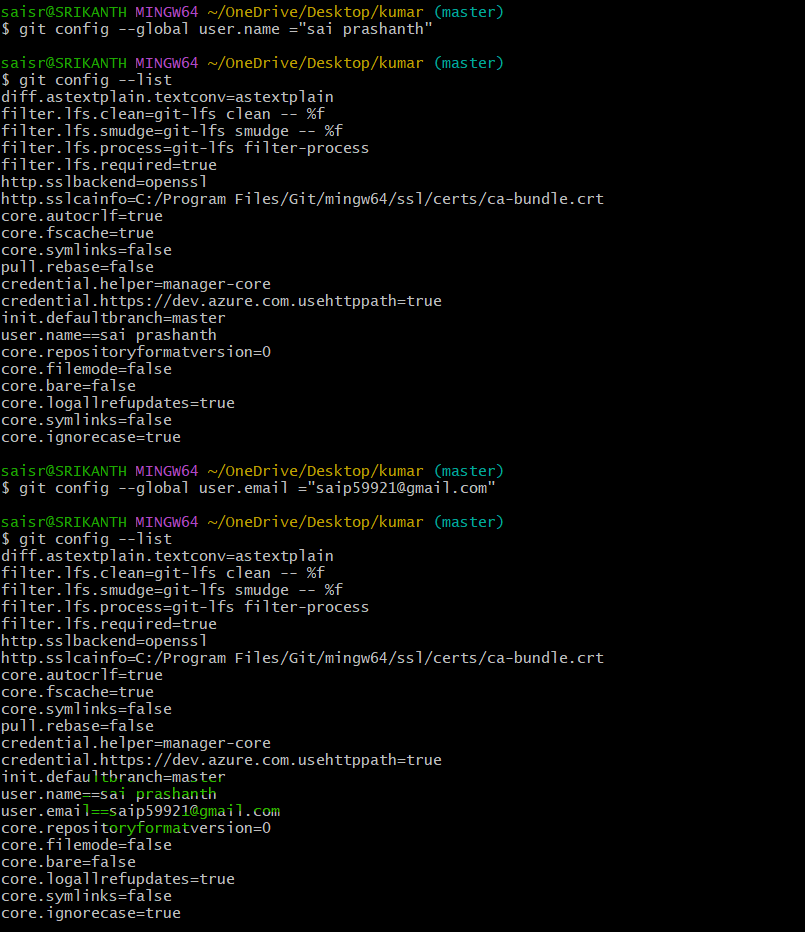 saisr@SRIKANTH MINGW64 ~/OneDrive/Desktop/kumar (master)
$ git config --global user.name ="sai prashanth"
saisr@SRIKANTH MINGW64 ~/OneDrive/Desktop/kumar (master)
$ git config --list
diff.astextplain.textconv=astextplain
filter.lfs.clean=git-lfs clean -- %f
filter.lfs.smudge=git-lfs smudge -- %f
filter.lfs.process=git-lfs filter-process
filter.lfs.required=true
http.sslbackend=openssl
http.sslcainfo=C:/Program Files/Git/mingw64/ssl/certs/ca-bundle.crt
core.autocrlf=true
core.fscache=true
core.symlinks=false
pull.rebase=false
credential.helper=manager-core
credential.https://dev.azure.com.usehttppath=true
init.defaultbranch=master
user.name==sai prashanth
core.repositoryformatversion=0
core.filemode=false
core.bare=false
core.logallrefupdates=true
core.symlinks=false
core.ignorecase=true
saisr@SRIKANTH MINGW64 ~/OneDrive/Desktop/kumar (master)
$ git config --global user.email ="saip59921@gmail.com"
saisr@SRIKANTH MINGW64 ~/OneDrive/Desktop/kumar (master)
$ git config --list
diff.astextplain.textconv=astextplain
filter.lfs.clean=git-lfs clean -- %f
filter.lfs.smudge=git-lfs smudge -- %f
filter.lfs.process=git-lfs filter-process
filter.lfs.required=true
http.sslbackend=openssl
http.sslcainfo=C:/Program Files/Git/mingw64/ssl/certs/ca-bundle.crt
core.autocrlf=true
core.fscache=true
core.symlinks=false
pull.rebase=false
credential.helper=manager-core
credential.https://dev.azure.com.usehttppath=true
init.defaultbranch=master
user.name==sai prashanth
user.email==saip59921@gmail.com
core.repositoryformatversion=0
core.filemode=false
core.bare=false
core.logallrefupdates=true
core.symlinks=false
core.ignorecase=true